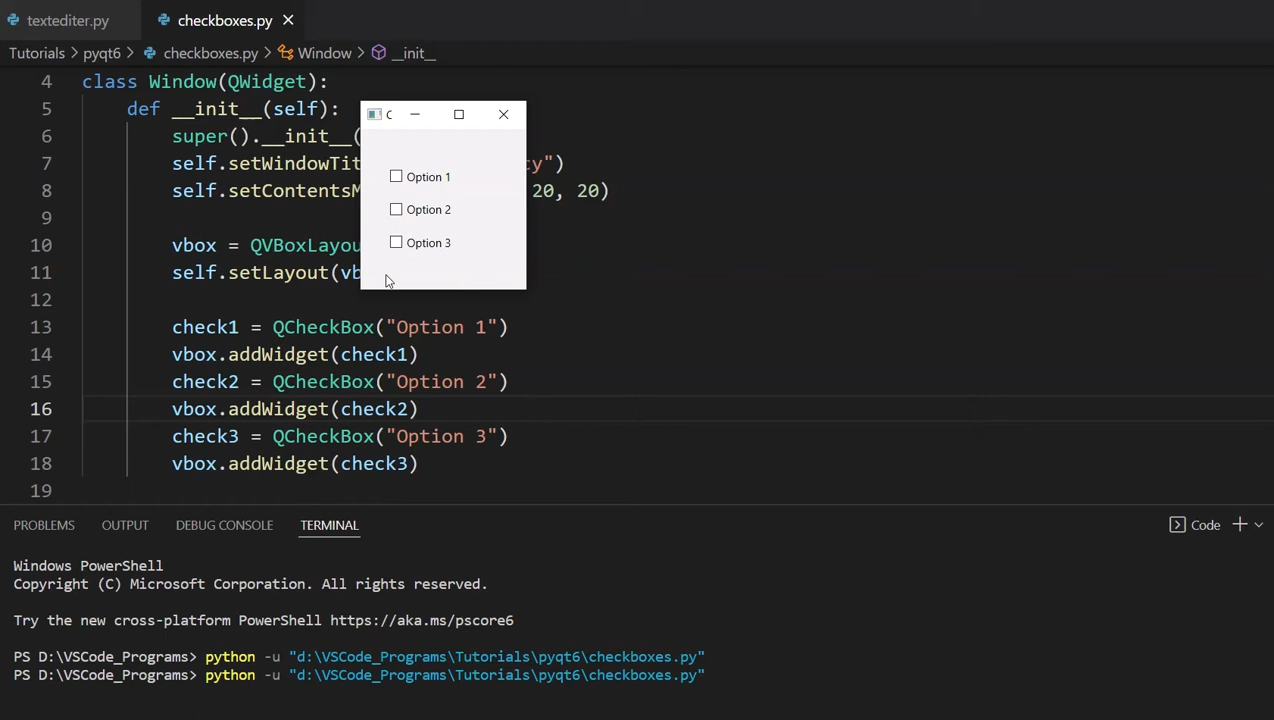 textediter.py
checkboxes.py
Tutorials > pyqt6 > checkboxes.py > Window > __init__
4 class Window(QWidget):
5 def __init__(self):
6 super().__init__(
7 self.setWindowTit y")
8 self.setContentsM 20, 20)
9
10 vbox = QVBoxLayou
11 self.setLayout(vb
12
13 check1 = QCheckBox("Option 1")
14 vbox.addWidget(check1)
15 check2 = QCheckBox("Option 2")
16 vbox.addWidget(check2)
17 check3 = QCheckBox("Option 3")
18 vbox.addWidget(check3)
19
C
Option 1
Option 2
Option 3
PROBLEMS OUTPUT DEBUG CONSOLE TERMINAL
Code
Windows PowerShell
Copyright (C) Microsoft Corporation. All rights reserved.
Try the new cross-platform PowerShell https://aka.ms/pscore6
PS D:\VSCode_Programs> python -u "d:\VSCode_Programs\Tutorials\pyqt6\checkboxes.py"
PS D:\VSCode_Programs> python -u "d:\VSCode_Programs\Tutorials\pyqt6\checkboxes.py"